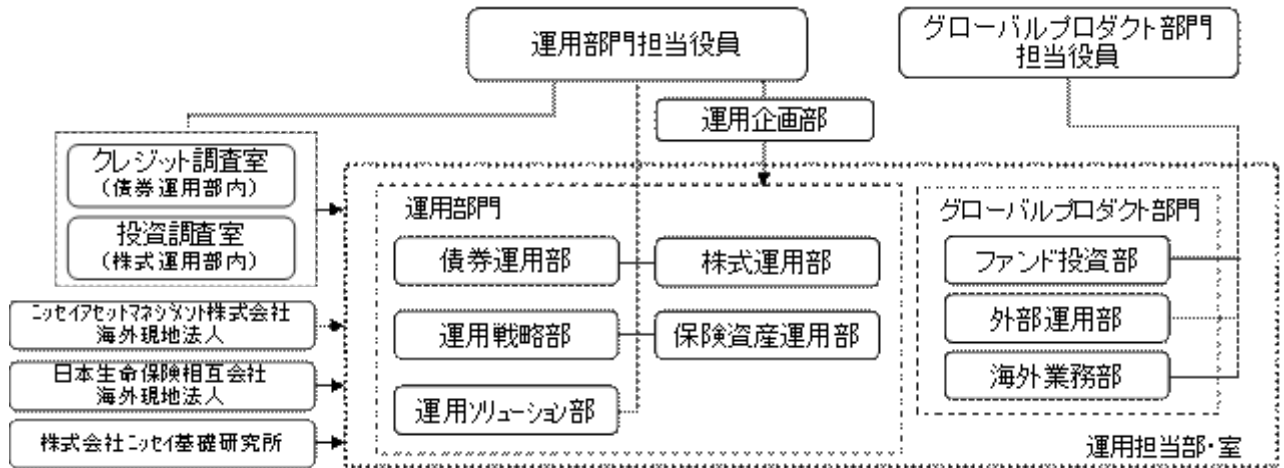 運用部門担当役員
グローバルプロダクト部門
担当役員
運用企画部
クレジット調査室
(債券運用部内)
投資調査室
(株式運用部内)
ニッセイアセットマネジメント株式会社
海外現地法人
日本生命保険相互会社
海外現地法人
株式会社ニッセイ基礎研究所
運用部門
債券運用部
株式運用部
運用戦略部
保険資産運用部
運用ソリューション部
グローバルプロダクト部門
ファンド投資部
外部運用部
海外業務部
運用担当部・室